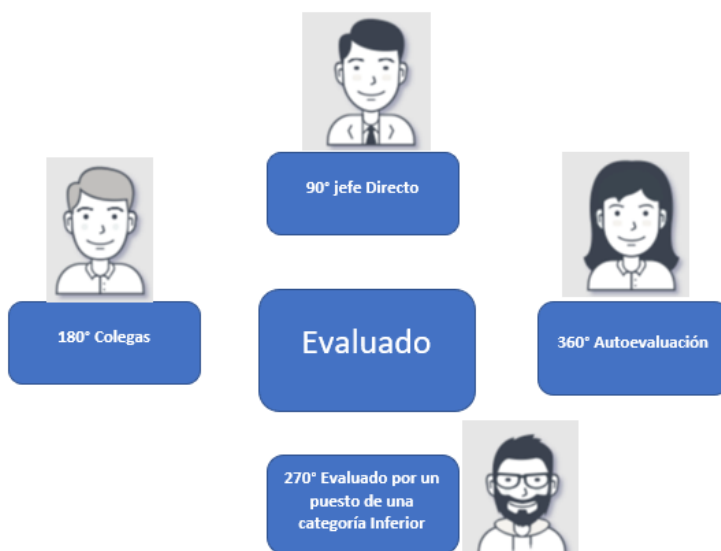 90° jefe Directo
180° Colegas
Evaluado
360° Autoevaluación
270° Evaluado por un
puesto de una
categoría Inferior